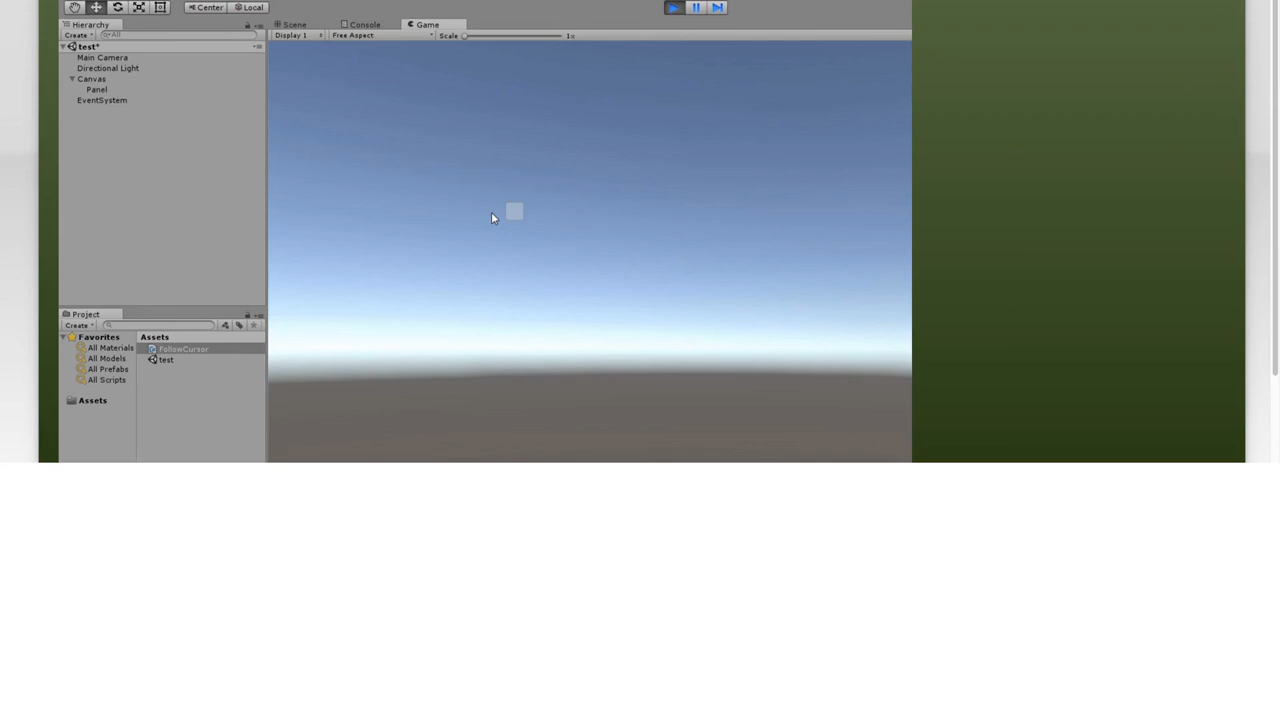 Center Local
Hierarchy
Scene Console Game
Create All
Display 1 Free Aspect Scale 1x
test*
Main Camera
Directional Light
Canvas
Panel
EventSystem
Project
Create
Favorites Assets
All Materials FollowCursor
All Models test
All Prefabs
All Scripts
Assets